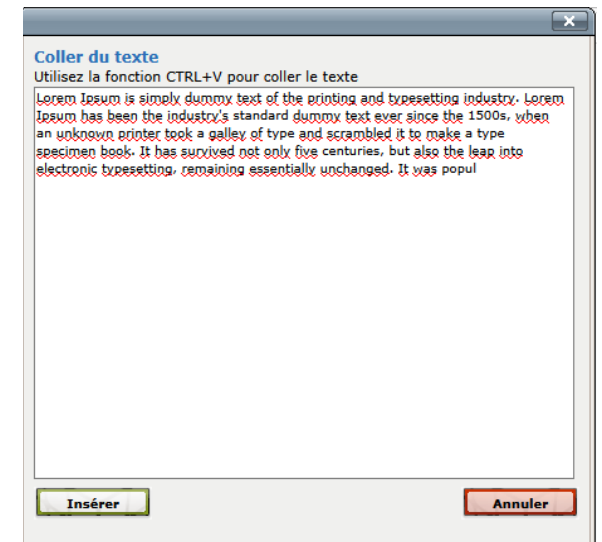 Coller du texte
Utilisez la fonction CTRL+V pour coller le texte
Lorem Ipsum is simply dummy text of the printing and typesetting industry. Lorem
Ipsum has been the industry's standard dummy text ever since the 1500s, when
an unknown printer took a galley of type and scrambled it to make a type
specimen book. It has survived not only five centuries, but also the leap into
electronic typesetting, remaining essentially unchanged. It was popul
Insérer
Annuler